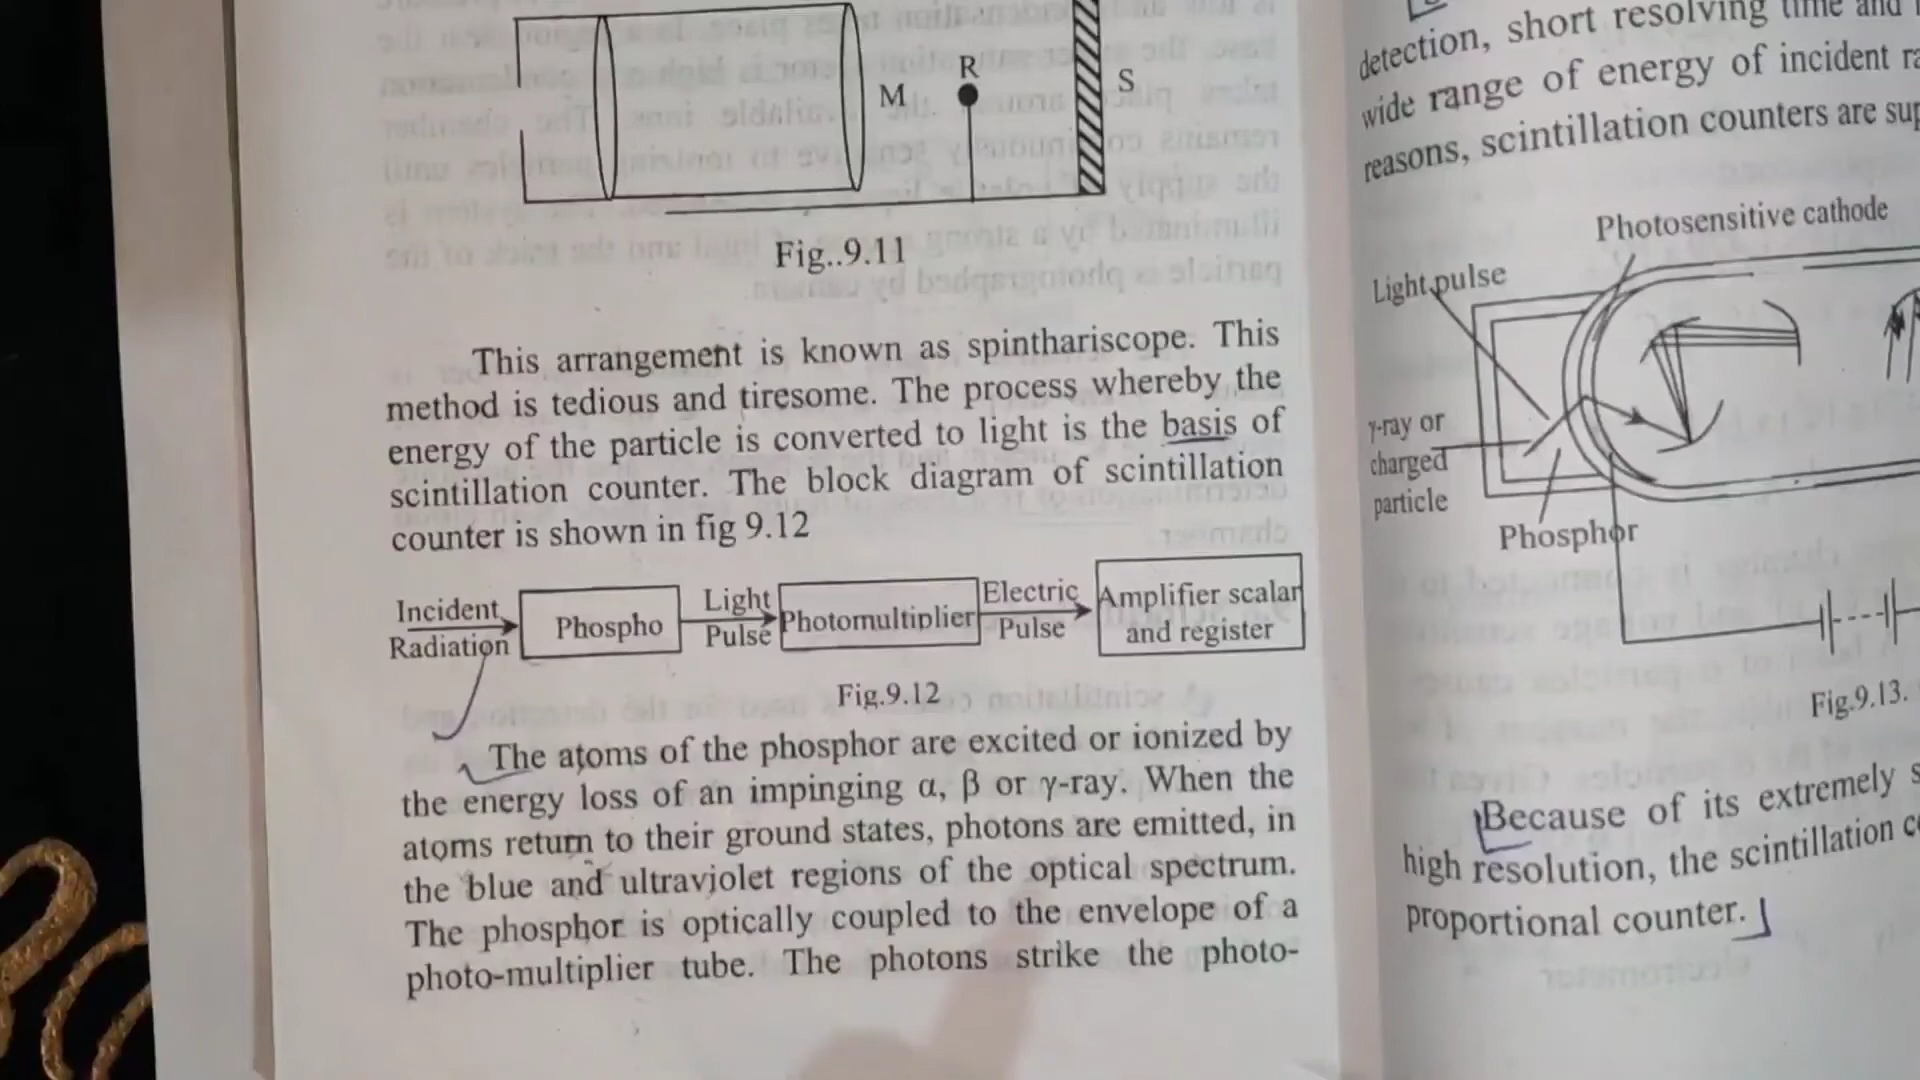 M
R
S
Fig..9.11
This arrangement is known as spinthariscope. This
method is tedious and tiresome. The process whereby the
energy of the particle is converted to light is the basis of
scintillation counter. The block diagram of scintillation
counter is shown in fig 9.12
Incident
Radiation
Phospho
Light
Pulse
Photomultiplier
Electric
Pulse
Amplifier scalar
and register
Fig.9.12
The atoms of the phosphor are excited or ionized by
the energy loss of an impinging α, β or γ-ray. When the
atoms return to their ground states, photons are emitted, in
the blue and ultraviolet regions of the optical spectrum.
The phosphor is optically coupled to the envelope of a
photo-multiplier tube. The photons strike the photo-
detection, short resolving time and
wide range of energy of incident
reasons, scintillation counters are
Photosensitive cathode
Light pulse
γ-ray or
charged
particle
Phosphor
Fig.9.13.
Because of its extremely
high resolution, the scintillation
proportional counter.